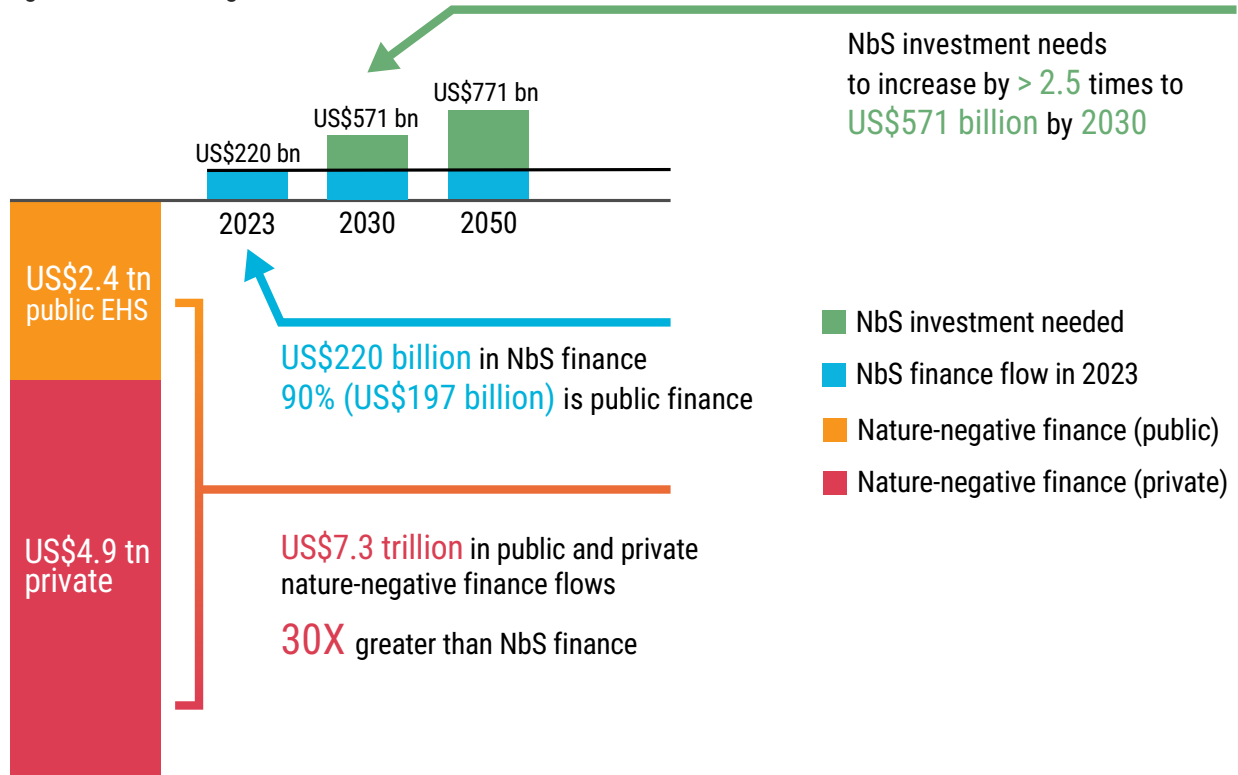 NbS investment needs
to increase by > 2.5 times to
US$571 billion by 2030
US$771 bn
US$571 bn
US$220 bn
2023
2030
2050
US$2.4 tn
public EHS
US$220 billion in NbS finance
90% (US$197 billion) is public finance
NbS investment needed
NbS finance flow in 2023
Nature-negative finance (public)
Nature-negative finance (private)
US$4.9 tn
private
US$7.3 trillion in public and private
nature-negative finance flows
30X greater than NbS finance